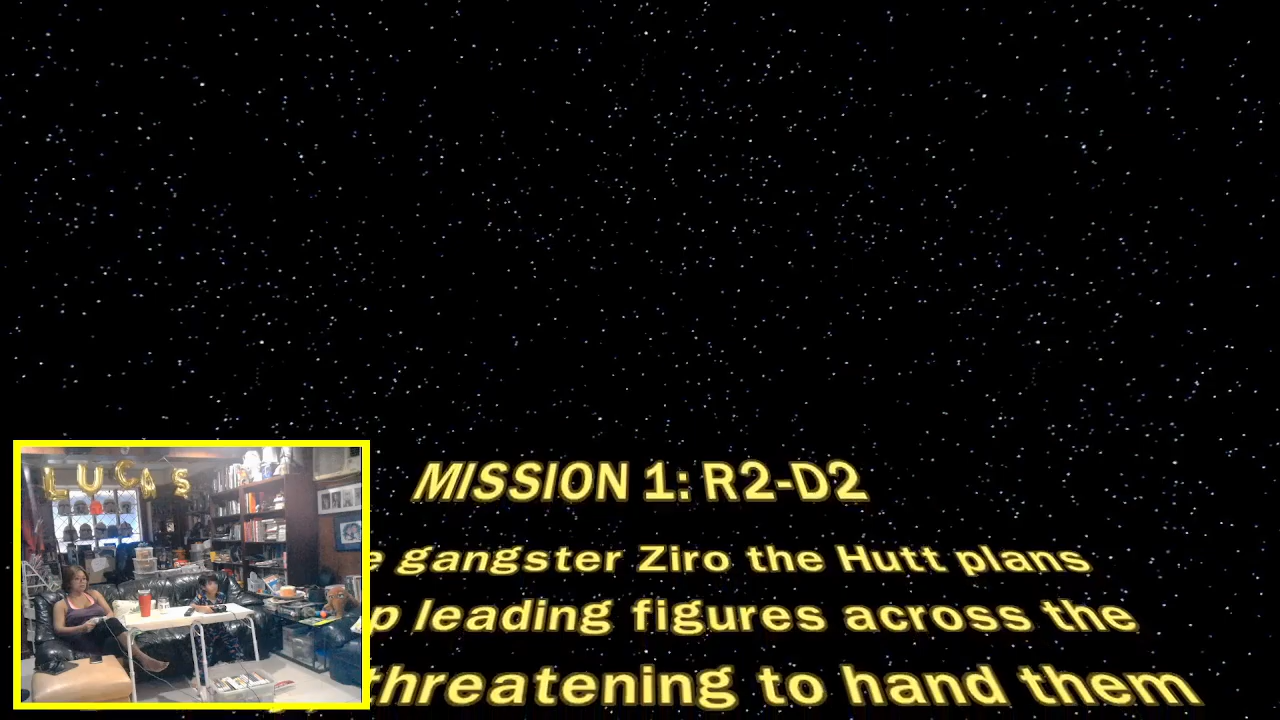 LUCAS
MISSION 1: R2-D2
gangster Ziro the Hutt plans
leading figures across the
threatening to hand them